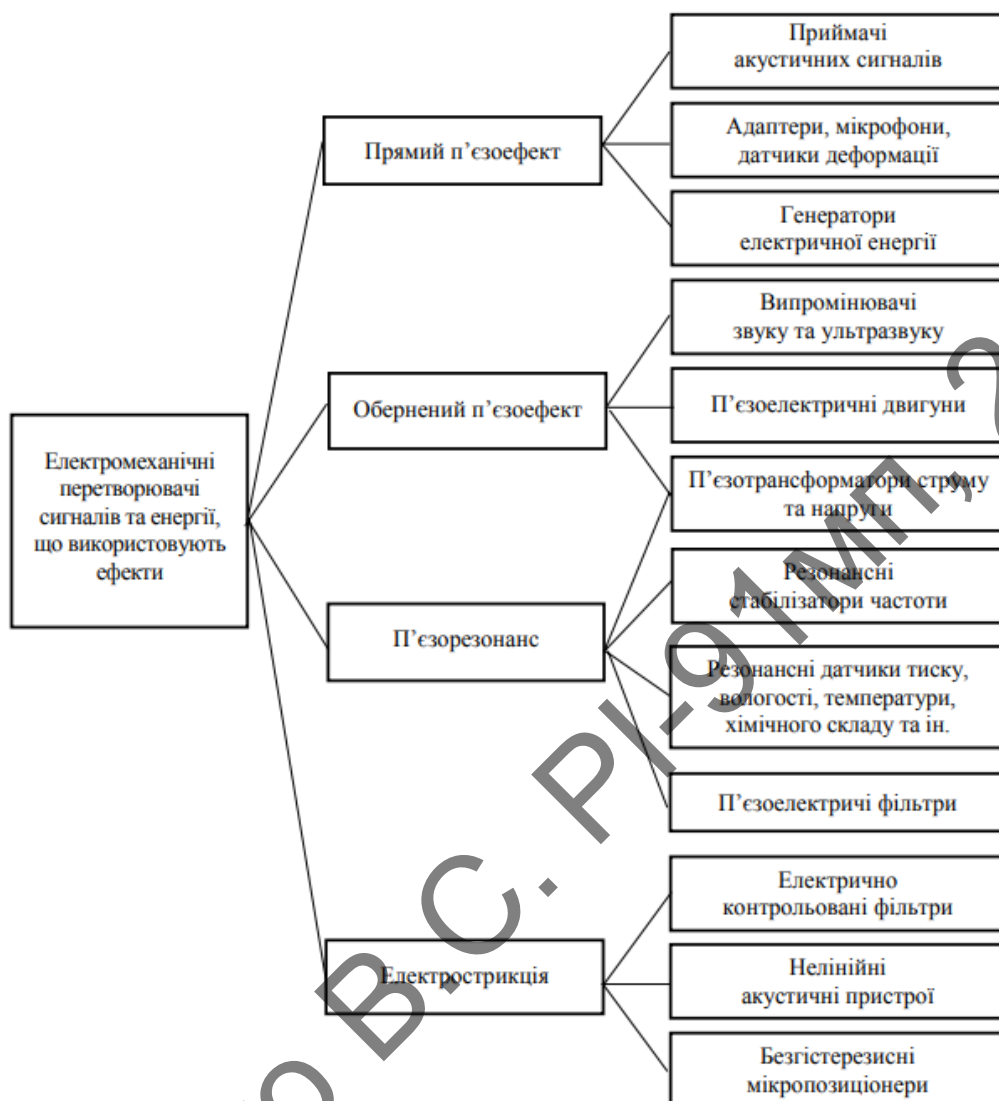 Електромеханічні
перетворювачі
сигналів та енергії,
що використовують
ефекти
Прямий п’єзоефект
Приймачі
акустичних сигналів
Адаптери, мікрофони,
датчики деформації
Генератори
електричної енергії
Обернений п’єзоефект
Випромінювачі
звуку та ультразвуку
П’єзоелектричні двигуни
П’єзотрансформатори струму
та напруги
П’єзорезонанс
Резонансні
стабілізатори частоти
Резонансні датчики тиску,
вологості, температури,
хімічного складу та ін.
П’єзоелектричі фільтри
Електрострикція
Електрично
контрольовані фільтри
Нелінійні
акустичні пристрої
Безгістерезисні
мікропозиціонери
В.С. РІ-91мп,